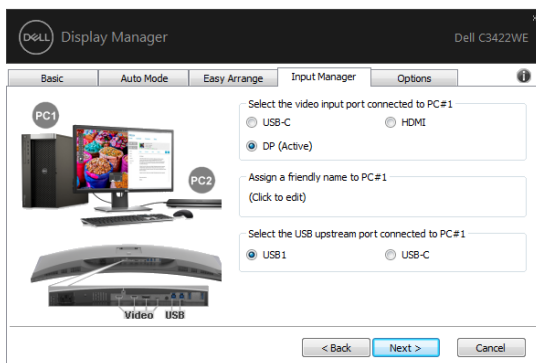 DELL Display Manager
Dell C3422WE
Basic Auto Mode Easy Arrange Input Manager Options
PC1
PC2
Video USB
Select the video input port connected to PC#1
USB-C HDMI
DP (Active)
Assign a friendly name to PC#1
(Click to edit)
Select the USB upstream port connected to PC#1
USB1 USB-C
< Back Next > Cancel